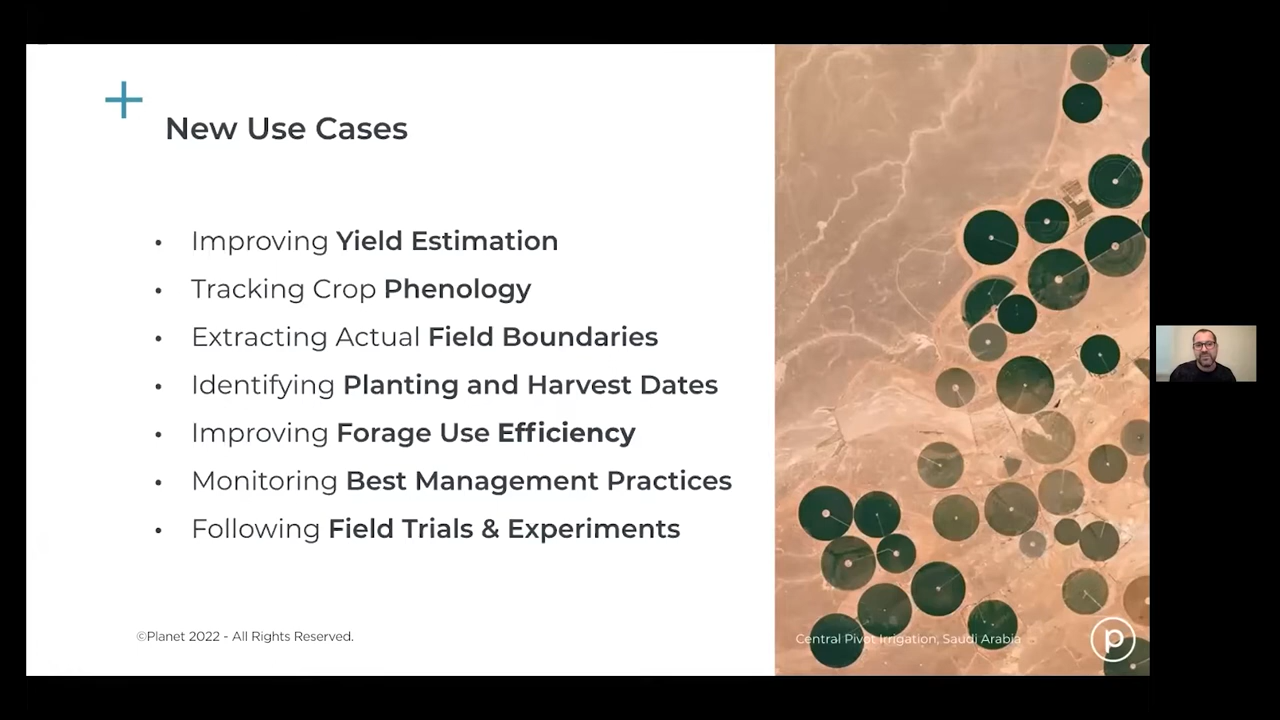 New Use Cases
• Improving Yield Estimation
• Tracking Crop Phenology
• Extracting Actual Field Boundaries
• Identifying Planting and Harvest Dates
• Improving Forage Use Efficiency
• Monitoring Best Management Practices
• Following Field Trials & Experiments
©Planet 2022 - All Rights Reserved.
Central Pivot Irrigation, Saudi Arabia
p